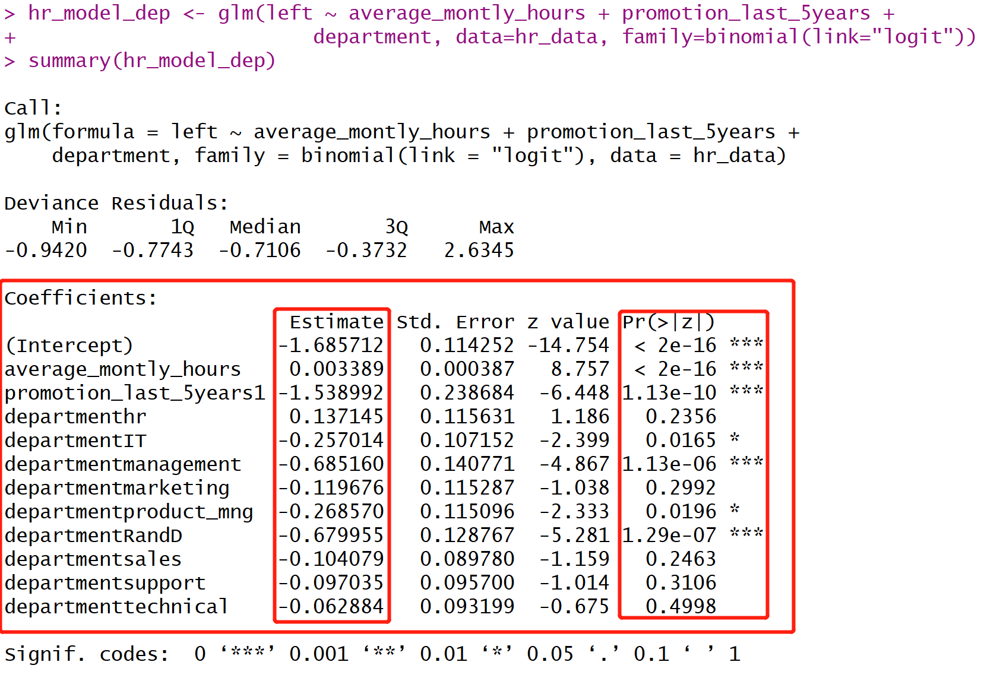 > hr_model_dep <- glm(left ~ average_montly_hours + promotion_last_5years +
+                          department, data=hr_data, family=binomial(link="logit"))
> summary(hr_model_dep)
Call:
glm(formula = left ~ average_montly_hours + promotion_last_5years +
    department, family = binomial(link = "logit"), data = hr_data)
Deviance Residuals:
    Min       1Q   Median       3Q      Max
-0.9420  -0.7743  -0.7106  -0.3732   2.6345
Coefficients:
                        Estimate Std. Error z value Pr(>|z|)
(Intercept)            -1.685712   0.114252 -14.754  < 2e-16 ***
average_montly_hours    0.003389   0.000387   8.757  < 2e-16 ***
promotion_last_5years1 -1.538992   0.238684  -6.448 1.13e-10 ***
departmenthr            0.137145   0.115631   1.186   0.2356
departmentIT           -0.257014   0.107152  -2.399   0.0165 *
departmentmanagement   -0.685160   0.140771  -4.867 1.13e-06 ***
departmentmarketing    -0.119676   0.115287  -1.038   0.2992
departmentproduct_mng  -0.268570   0.115096  -2.333   0.0196 *
departmentRandD        -0.679955   0.128767  -5.281 1.29e-07 ***
departmentsales        -0.104079   0.089780  -1.159   0.2463
departmentsupport      -0.097035   0.095700  -1.014   0.3106
departmenttechnical    -0.062884   0.093199  -0.675   0.4998
Signif. codes:  0 ‘***’ 0.001 ‘**’ 0.01 ‘*’ 0.05 ‘.’ 0.1 ‘ ’ 1